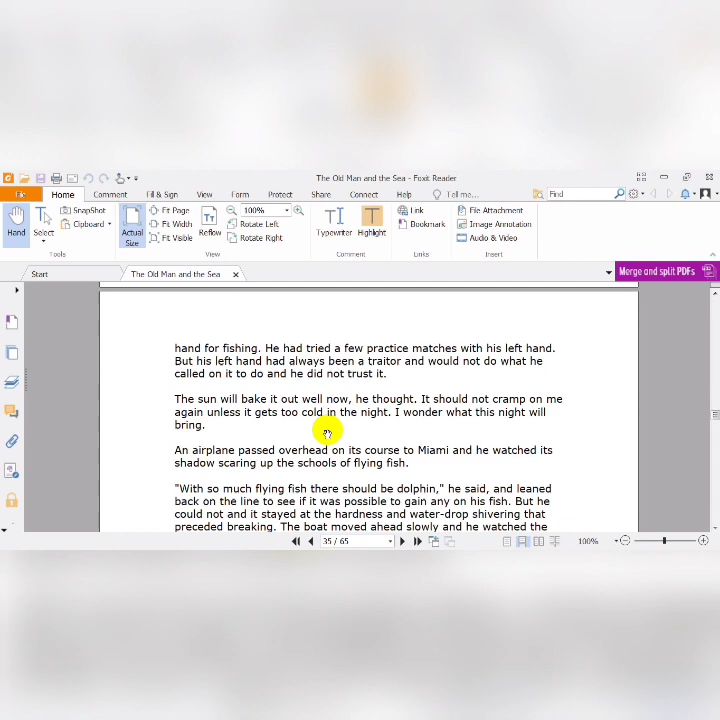 The Old Man and the Sea - Foxit Reader
File Home Comment Fill & Sign View Form Protect Share Connect Help Tell me... Find
Hand
Select
SnapShot
Clipboard
Tools
Actual Size
Fit Page
Fit Width
Fit Visible
Reflow
100%
Rotate Left
Rotate Right
View
Typewriter
Highlight
Comment
Link
Bookmark
Links
File Attachment
Image Annotation
Audio & Video
Insert
Start
The Old Man and the Sea
Merge and split PDFs
hand for fishing. He had tried a few practice matches with his left hand.
But his left hand had always been a traitor and would not do what he
called on it to do and he did not trust it.
The sun will bake it out well now, he thought. It should not cramp on me
again unless it gets too cold in the night. I wonder what this night will
bring.
An airplane passed overhead on its course to Miami and he watched its
shadow scaring up the schools of flying fish.
"With so much flying fish there should be dolphin," he said, and leaned
back on the line to see if it was possible to gain any on his fish. But he
could not and it stayed at the hardness and water-drop shivering that
preceded breaking. The boat moved ahead slowly and he watched the
35 / 65
100%